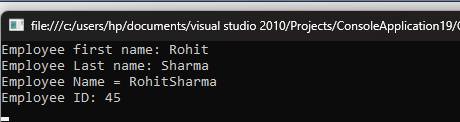 file:///c:/users/hp/documents/visual studio 2010/Projects/ConsoleApplication19/
Employee first name: Rohit
Employee Last name: Sharma
Employee Name = RohitSharma
Employee ID: 45